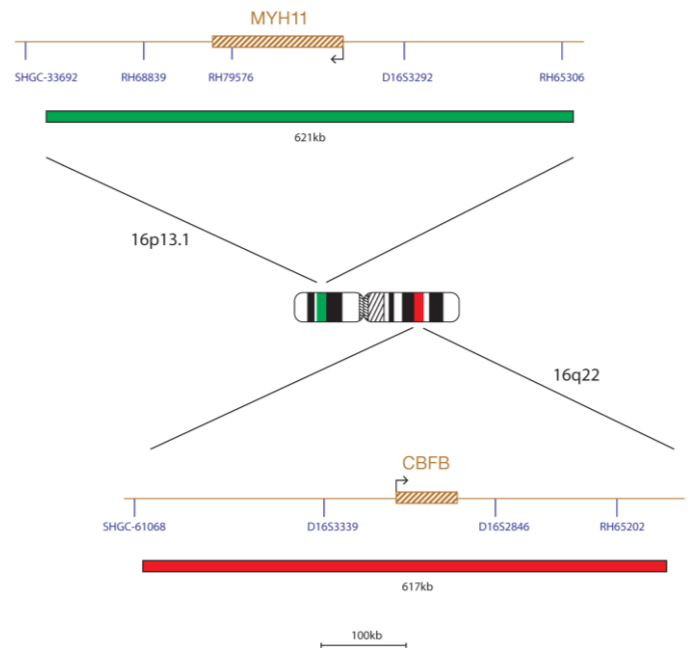 MYH11
SHGC-33692 RH68839 RH79576 D16S3292 RH65306
621kb
16p13.1
16q22
CBFB
SHGC-61068 D16S3339 D16S2846 RH65202
617kb
100kb